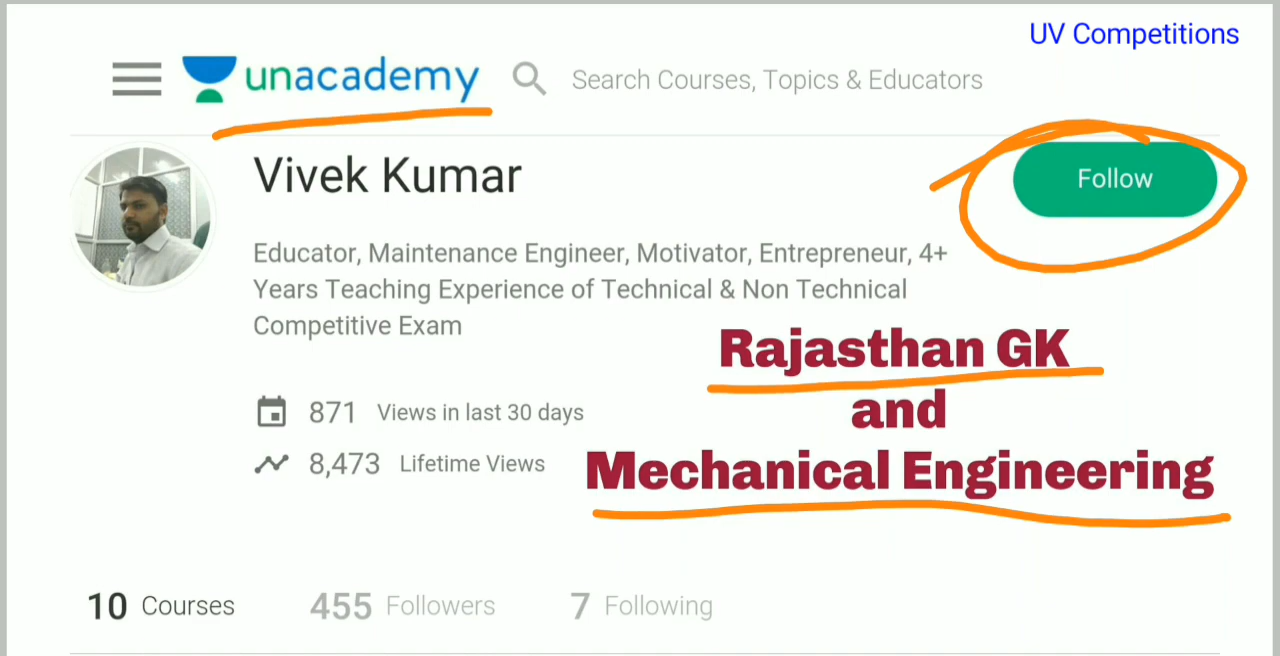 UV Competitions
unacademy
Search Courses, Topics & Educators
Vivek Kumar
Follow
Educator, Maintenance Engineer, Motivator, Entrepreneur, 4+
Years Teaching Experience of Technical & Non Technical
Competitive Exam
Rajasthan GK
and
Mechanical Engineering
871 Views in last 30 days
8,473 Lifetime Views
10 Courses 455 Followers 7 Following